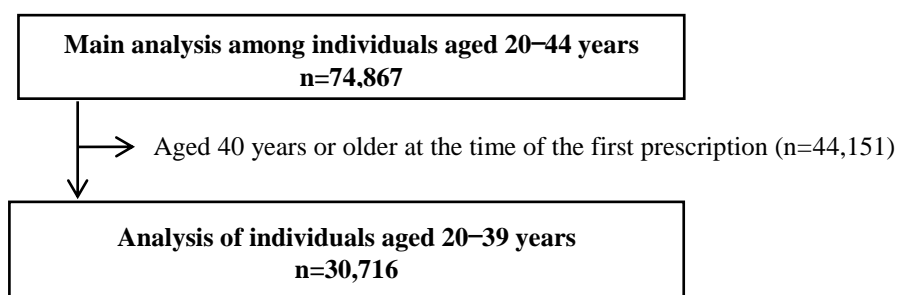 Main analysis among individuals aged 20−44 years
n=74,867
Aged 40 years or older at the time of the first prescription (n=44,151)
Analysis of individuals aged 20−39 years
n=30,716